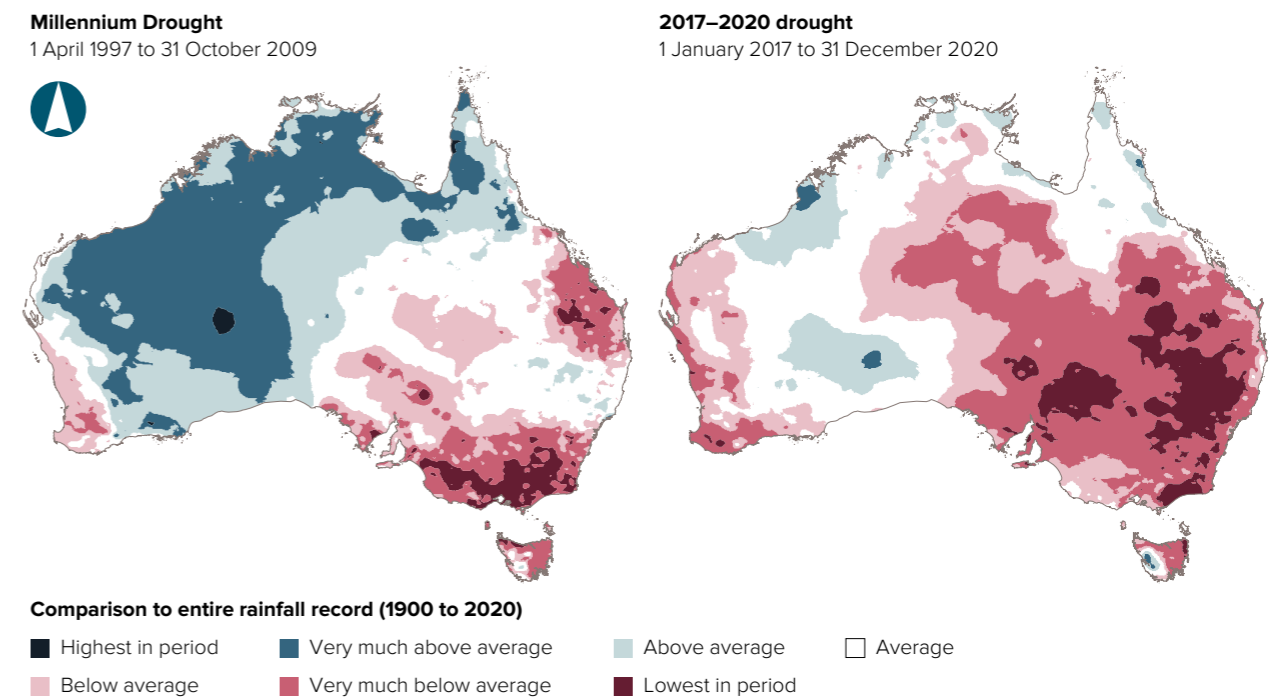 Millennium Drought
1 April 1997 to 31 October 2009
2017–2020 drought
1 January 2017 to 31 December 2020
Comparison to entire rainfall record (1900 to 2020)
Highest in period
Very much above average
Above average
Average
Below average
Very much below average
Lowest in period